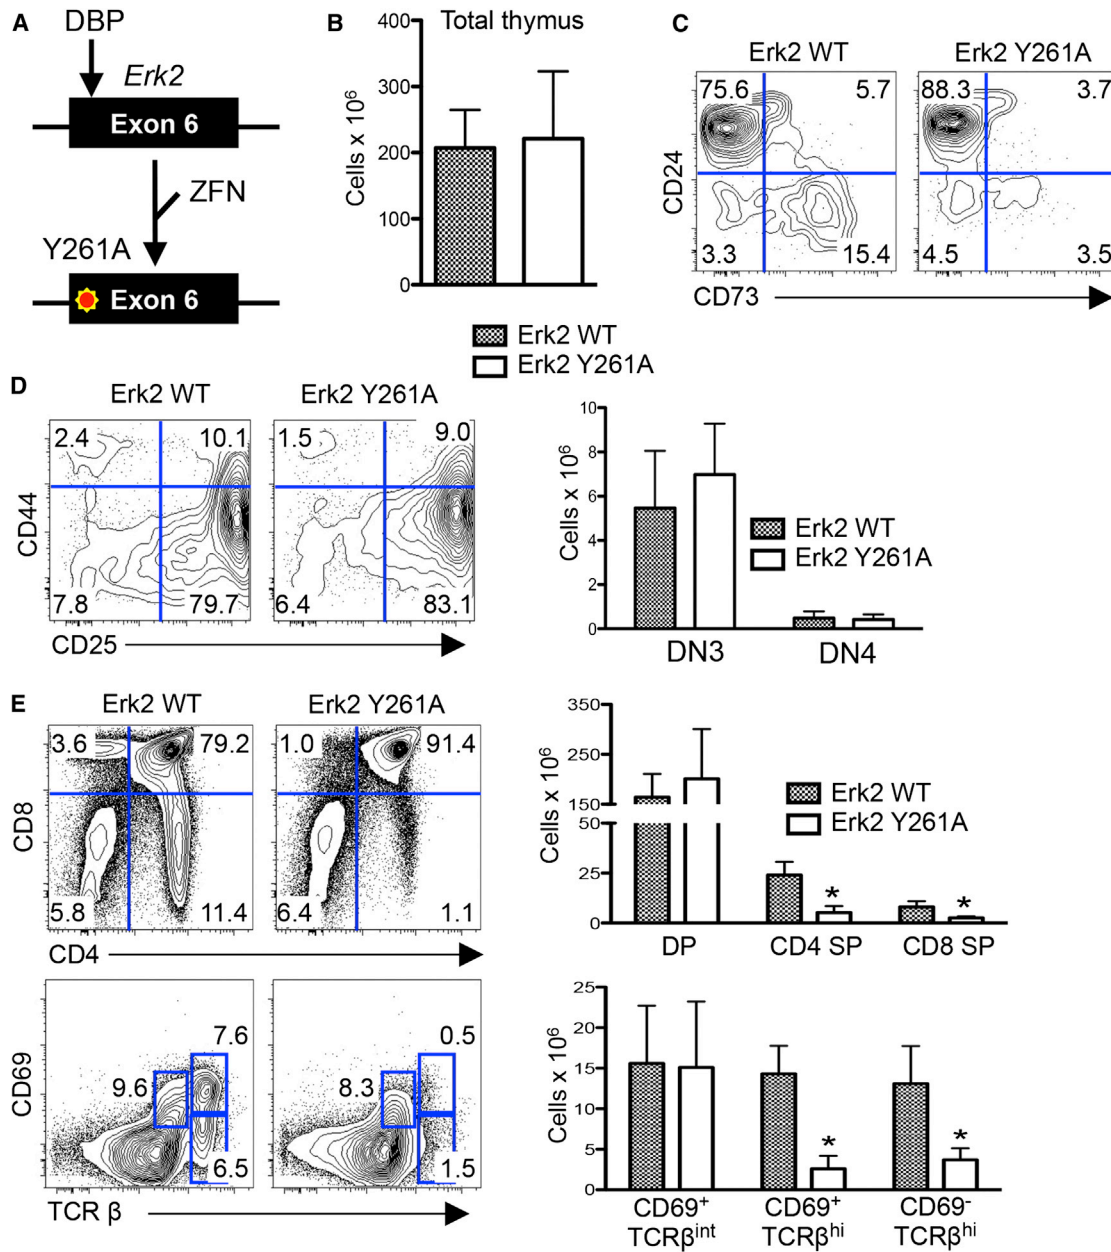 A
DBP
Erk2
Exon 6
ZFN
Y261A
Exon 6
B
Total thymus
400
300
200
100
0
Cells x 10⁶
Erk2 WT
Erk2 Y261A
C
Erk2 WT
Erk2 Y261A
75.6
5.7
88.3
3.7
CD24
3.3
15.4
4.5
3.5
CD73
D
Erk2 WT
Erk2 Y261A
2.4
10.1
1.5
9.0
CD44
7.8
79.7
6.4
83.1
CD25
10
8
6
4
2
0
Cells x 10⁶
Erk2 WT
Erk2 Y261A
DN3
DN4
E
Erk2 WT
Erk2 Y261A
3.6
79.2
1.0
91.4
CD8
5.8
11.4
6.4
1.1
CD4
350
250
150
50
25
0
Cells x 10⁶
Erk2 WT
Erk2 Y261A
*
*
DP
CD4 SP
CD8 SP
7.6
0.5
9.6
8.3
CD69
6.5
1.5
TCR β
25
20
15
10
5
0
Cells x 10⁶
*
*
CD69⁺
TCRβⁱⁿᵗ
CD69⁺
TCRβʰⁱ
CD69⁻
TCRβʰⁱ